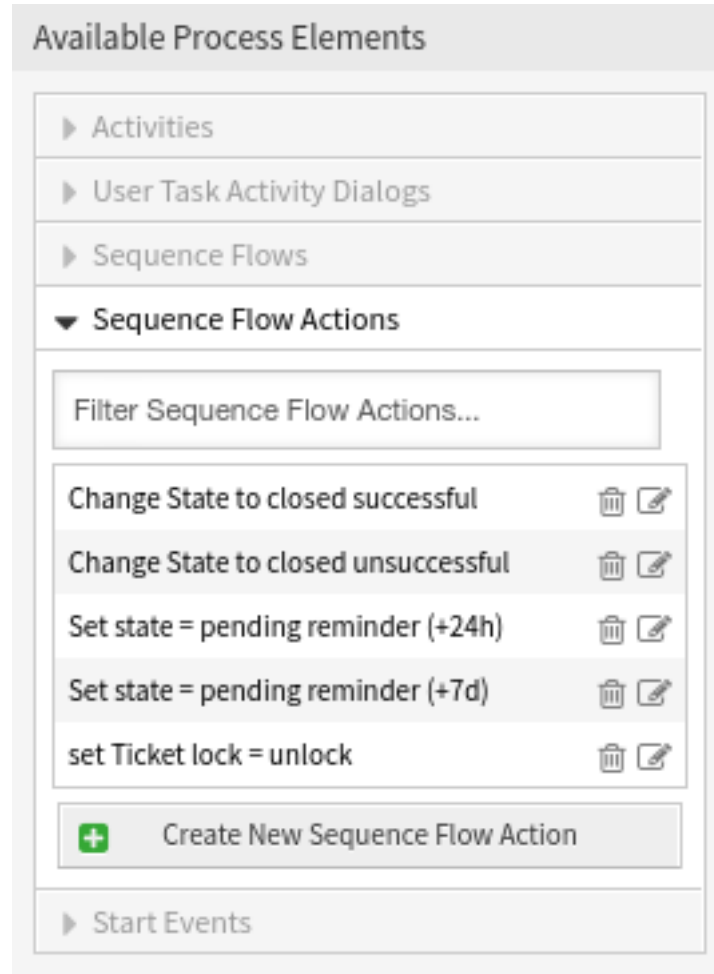 Available Process Elements
Activities
User Task Activity Dialogs
Sequence Flows
Sequence Flow Actions
Filter Sequence Flow Actions...
Change State to closed successful
Change State to closed unsuccessful
Set state = pending reminder (+24h)
Set state = pending reminder (+7d)
set Ticket lock = unlock
Create New Sequence Flow Action
Start Events